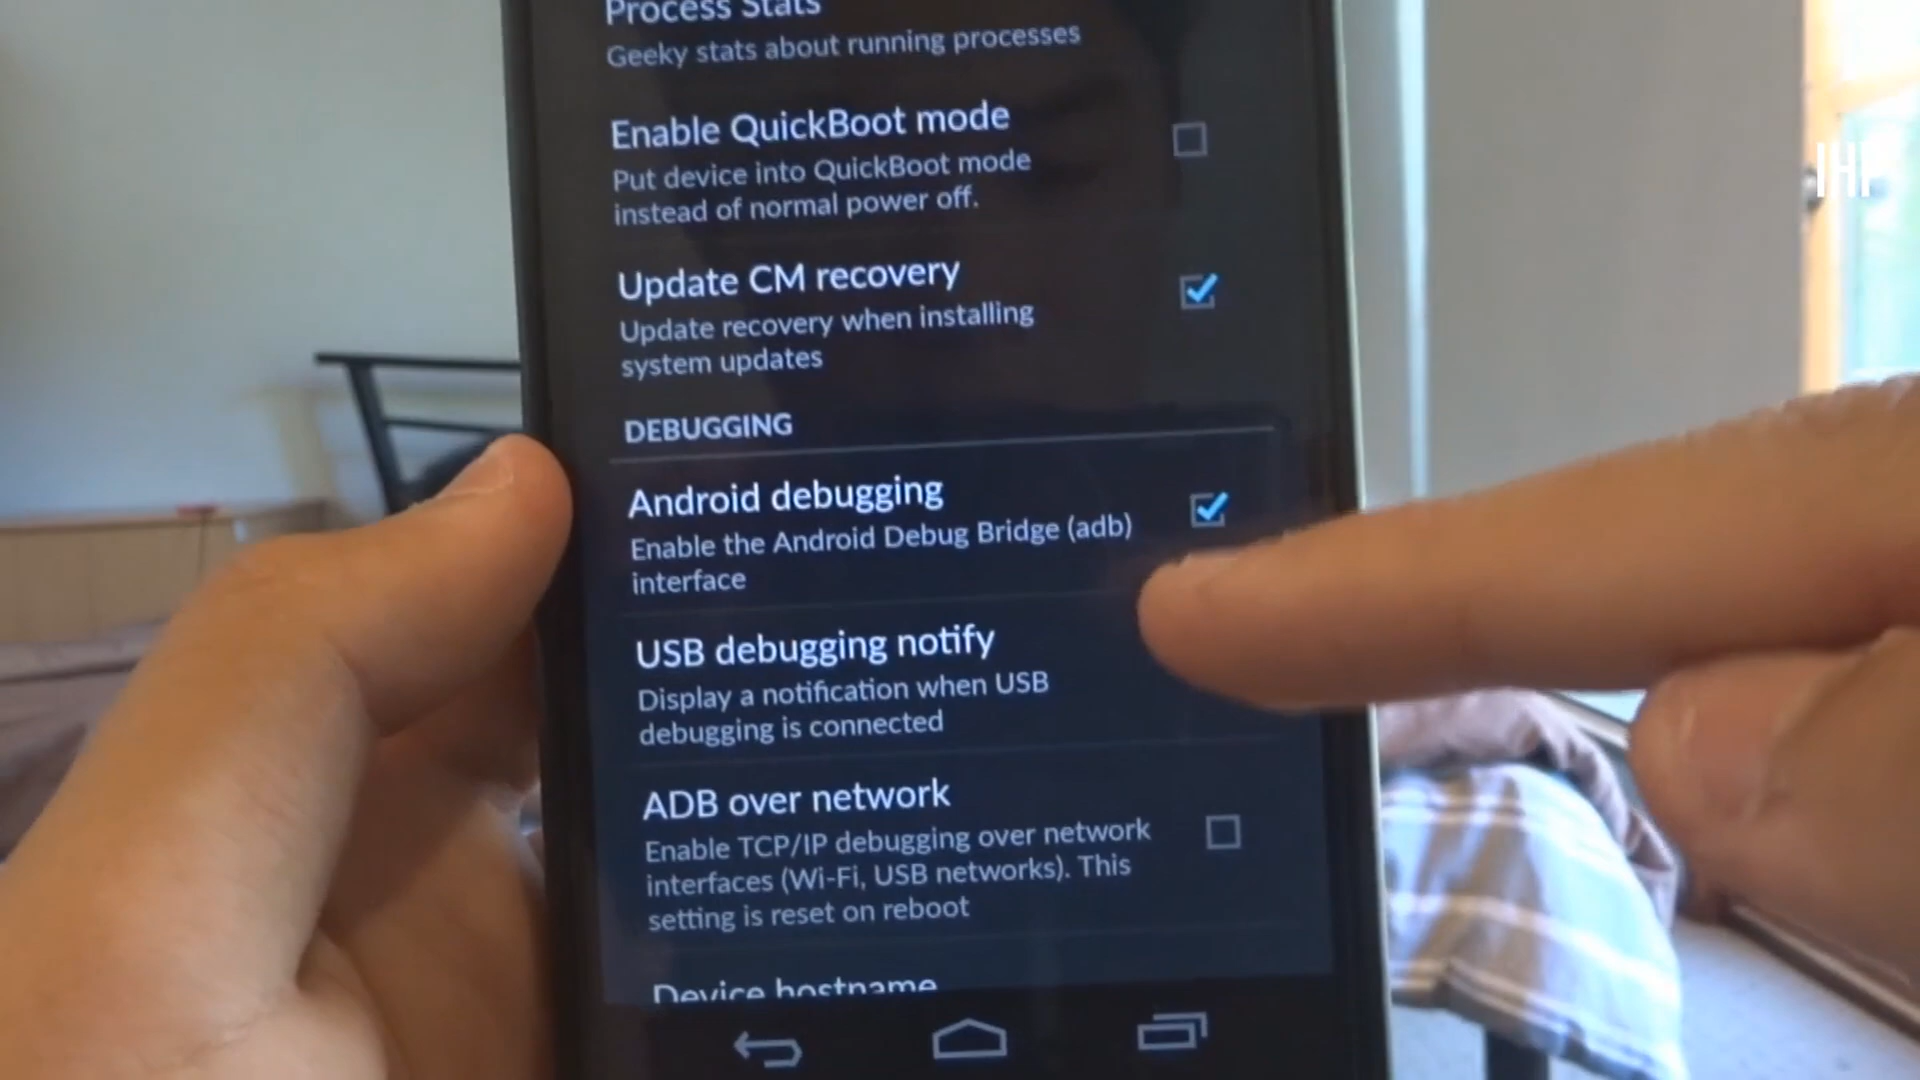 Process Stats
Geeky stats about running processes
Enable QuickBoot mode
Put device into QuickBoot mode
instead of normal power off.
Update CM recovery
Update recovery when installing
system updates
DEBUGGING
Android debugging
Enable the Android Debug Bridge (adb)
interface
USB debugging notify
Display a notification when USB
debugging is connected
ADB over network
Enable TCP/IP debugging over network
interfaces (Wi-Fi, USB networks). This
setting is reset on reboot
Device hostname